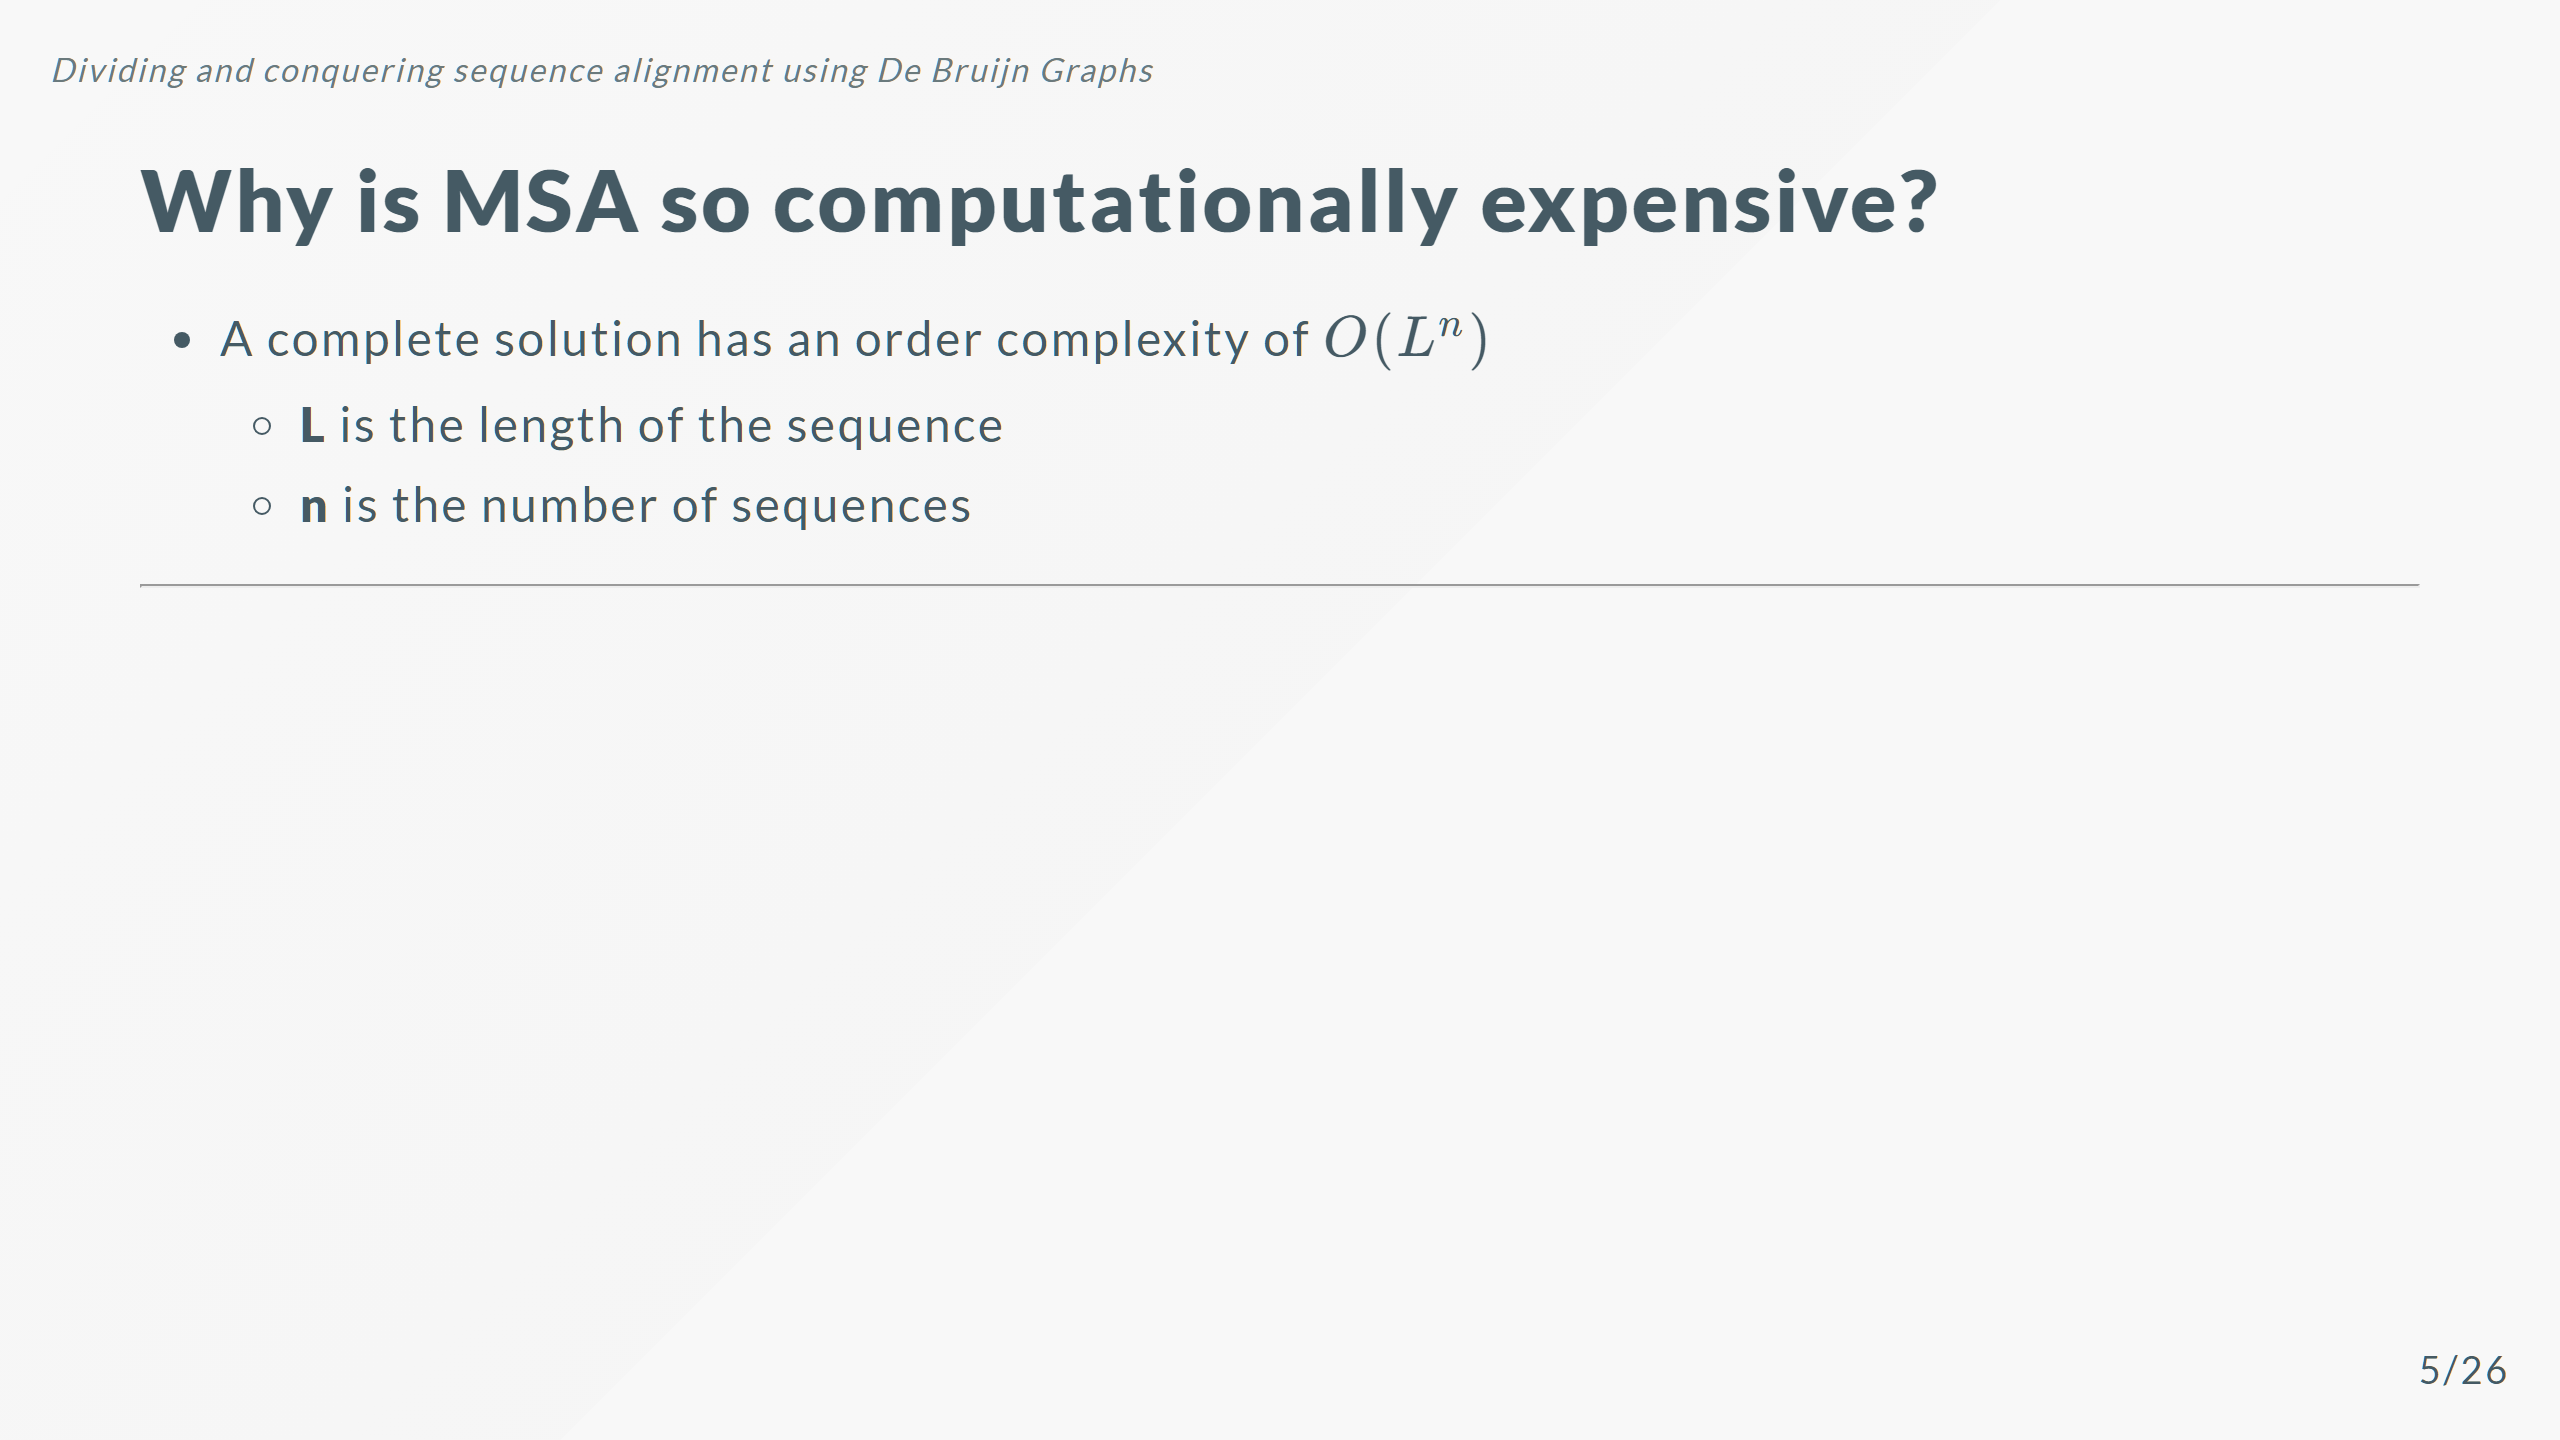 Dividing and conquering sequence alignment using De Bruijn Graphs
Why is MSA so computationally expensive?
• A complete solution has an order complexity of $O(L^n)$
◦ L is the length of the sequence
◦ n is the number of sequences
5/26